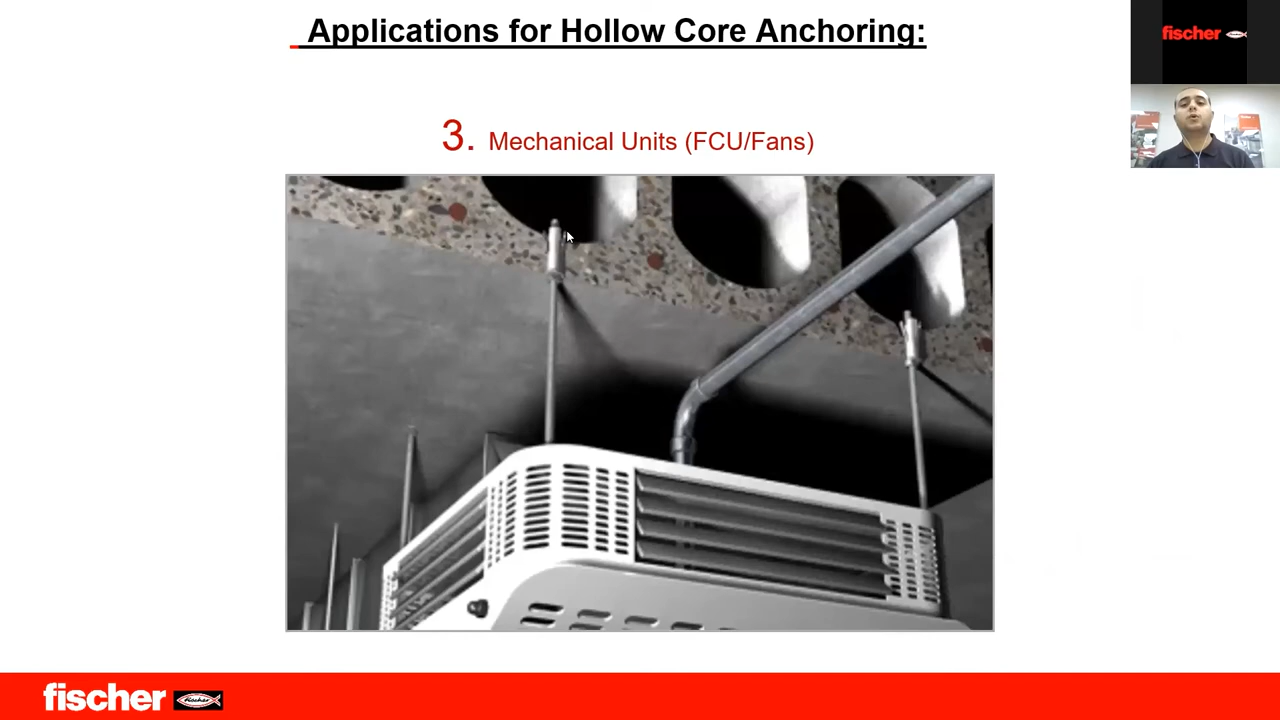 Applications for Hollow Core Anchoring:
fischer
3. Mechanical Units (FCU/Fans)
fischer